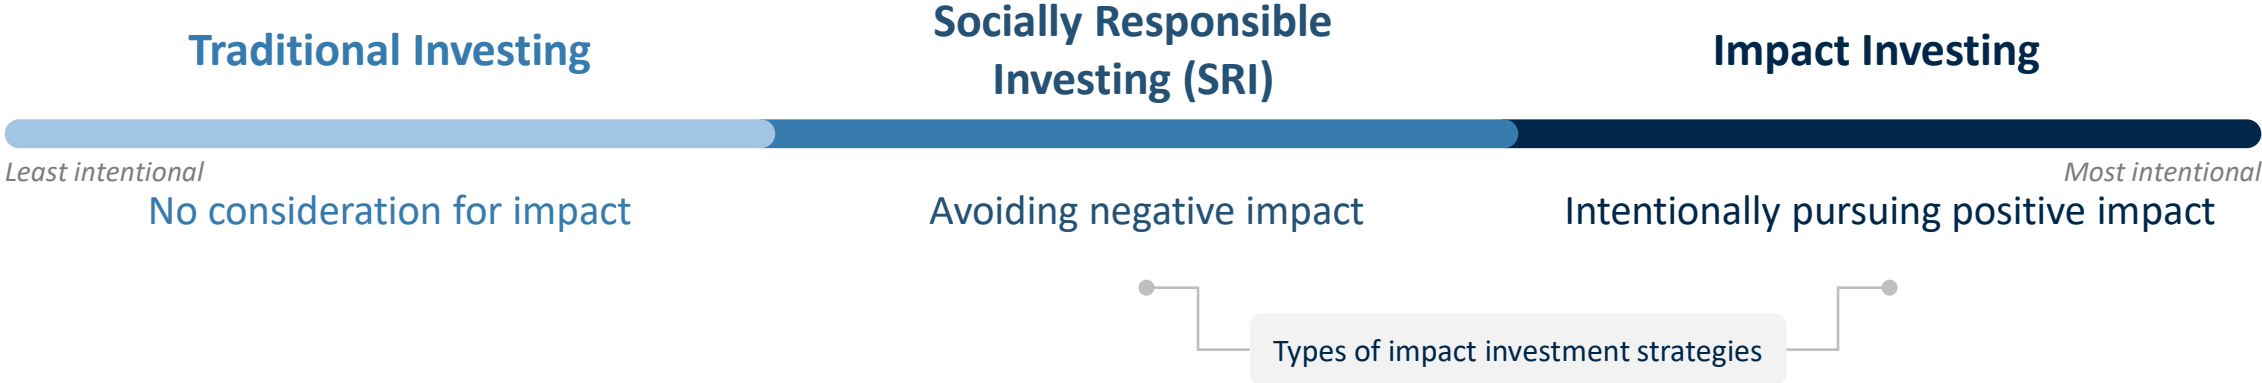 Traditional Investing
Socially Responsible
Investing (SRI)
Impact Investing
Least intentional
Most intentional
No consideration for impact
Avoiding negative impact
Intentionally pursuing positive impact
Types of impact investment strategies